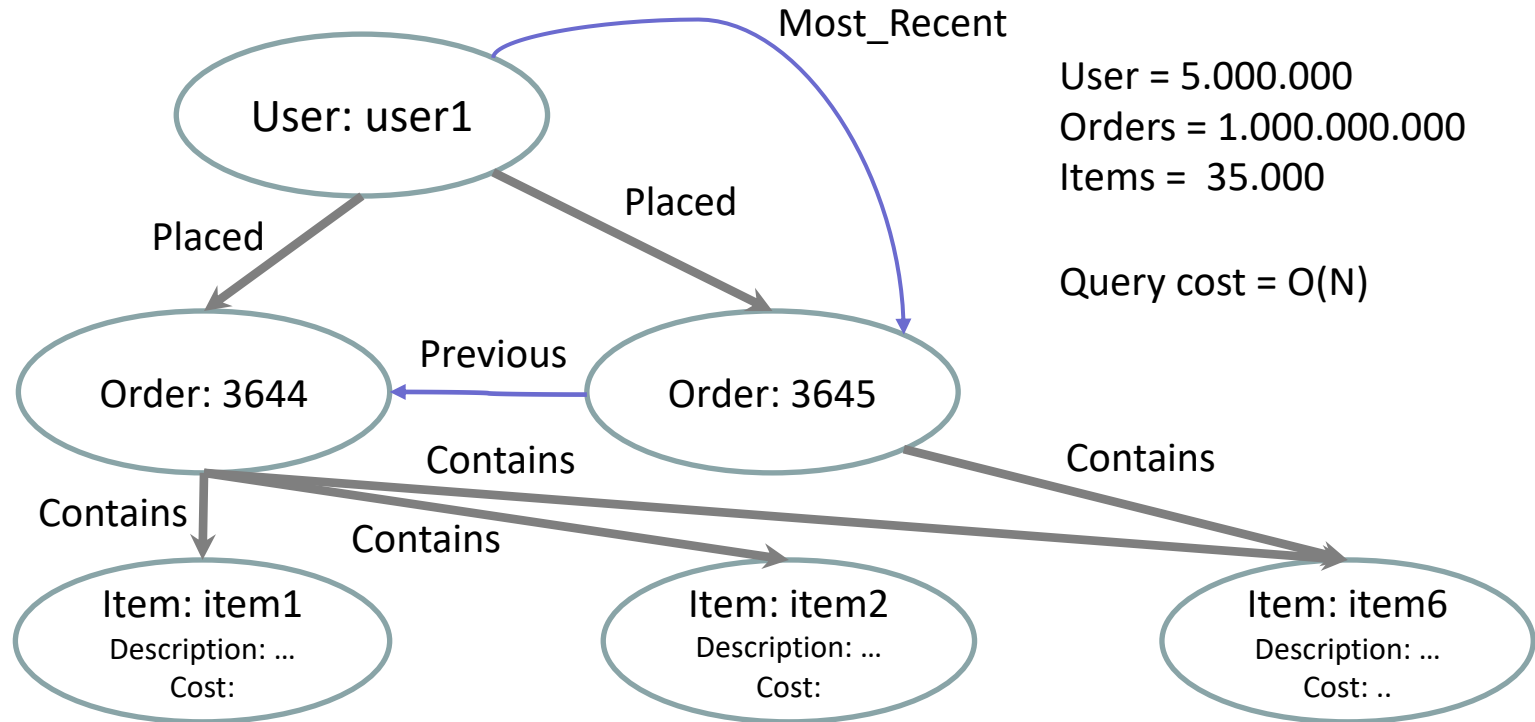 Most_Recent
User = 5.000.000
Orders = 1.000.000.000
Items = 35.000
Query cost = O(N)
User: user1
Placed
Placed
Previous
Order: 3644
Order: 3645
Contains
Contains
Contains
Contains
Item: item1
Description: ...
Cost:
Item: item2
Description: ...
Cost:
Item: item6
Description: ...
Cost: ..